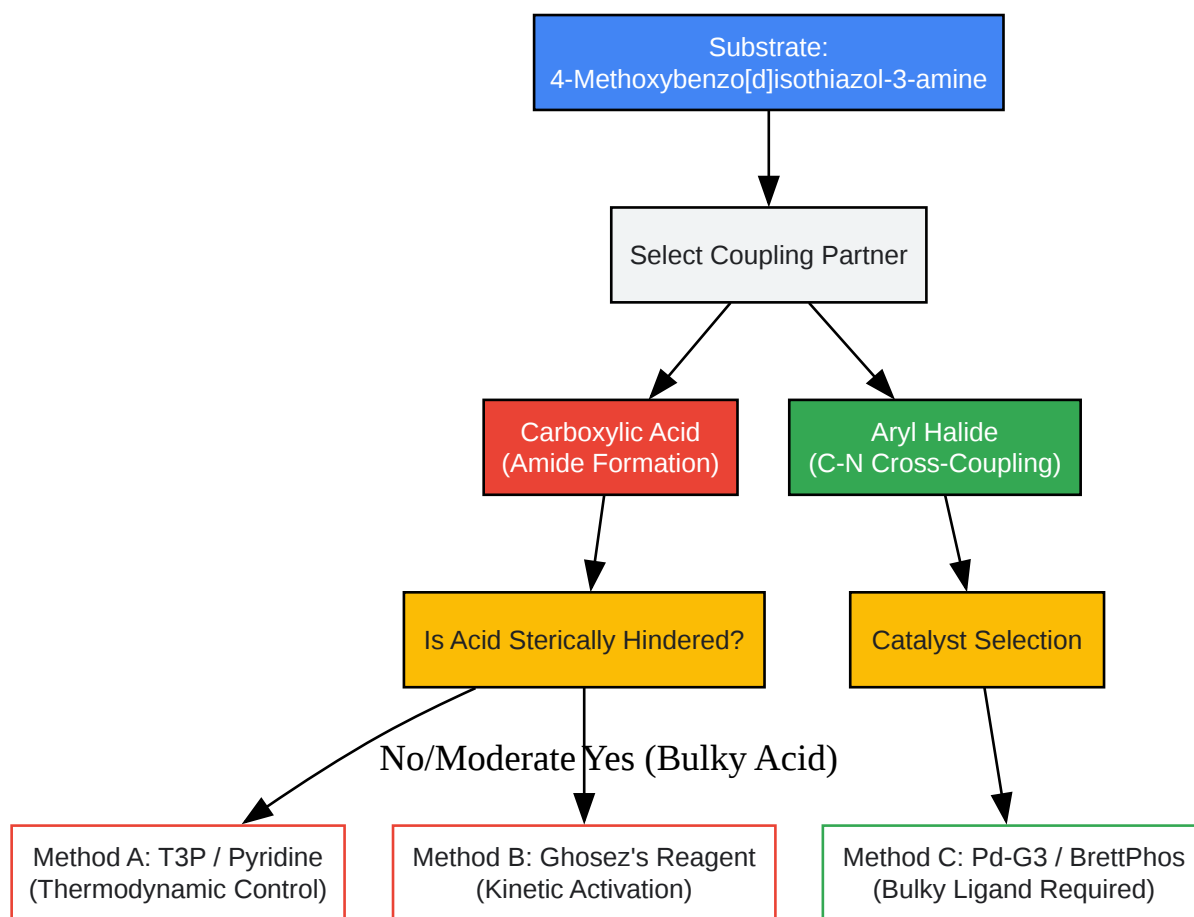 Substrate:
4-Methoxybenzo[d]isothiazol-3-amine
Select Coupling Partner
Carboxylic Acid
(Amide Formation)
Aryl Halide
(C-N Cross-Coupling)
Is Acid Sterically Hindered?
Catalyst Selection
No/Moderate
Yes (Bulky Acid)
Method A: T3P / Pyridine
(Thermodynamic Control)
Method B: Ghosez's Reagent
(Kinetic Activation)
Method C: Pd-G3 / BrettPhos
(Bulky Ligand Required)